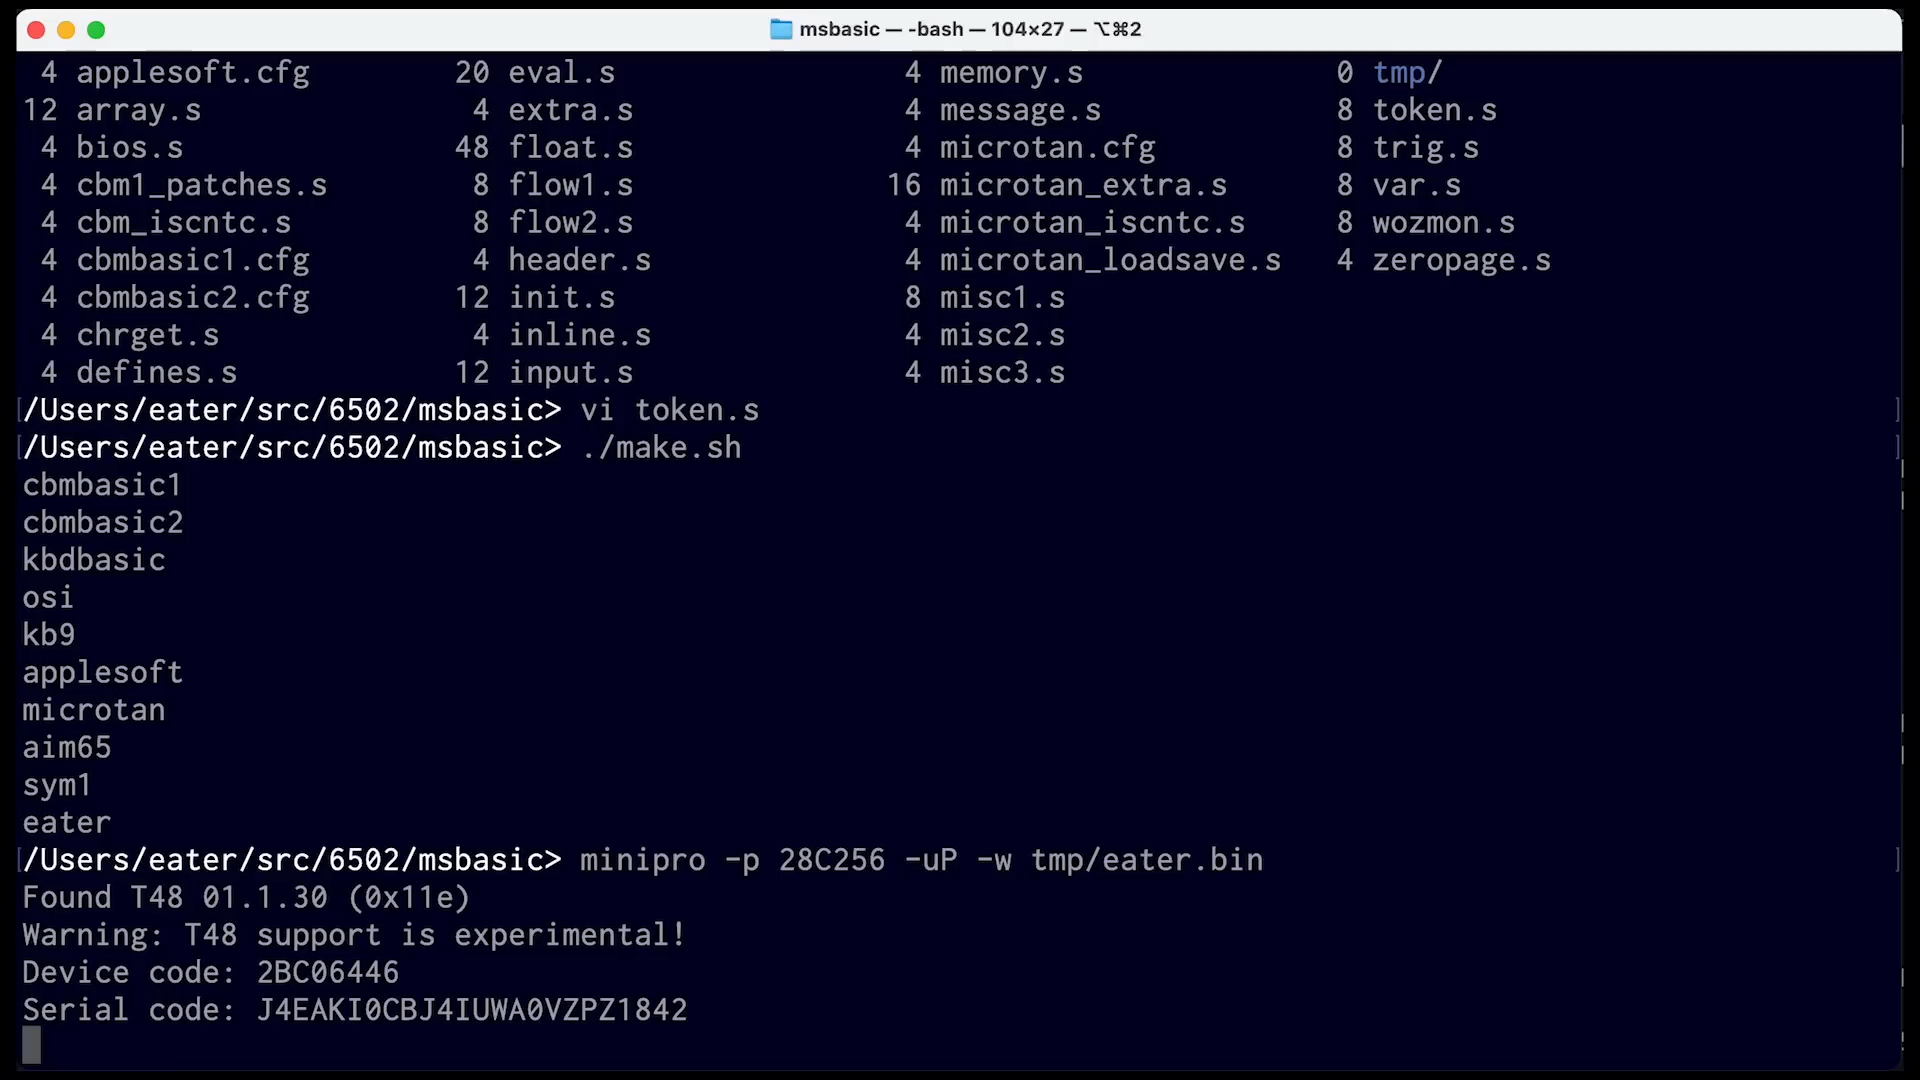 msbasic — -bash — 104×27 — ⌥⌘2
4 applesoft.cfg 20 eval.s 4 memory.s 0 tmp/
12 array.s 4 extra.s 4 message.s 8 token.s
4 bios.s 48 float.s 4 microtan.cfg 8 trig.s
4 cbm1_patches.s 8 flow1.s 16 microtan_extra.s 8 var.s
4 cbm_iscntc.s 8 flow2.s 4 microtan_iscntc.s 8 wozmon.s
4 cbmbasic1.cfg 4 header.s 4 microtan_loadsave.s 4 zeropage.s
4 cbmbasic2.cfg 12 init.s 8 misc1.s
4 chrget.s 4 inline.s 4 misc2.s
4 defines.s 12 input.s 4 misc3.s
[/Users/eater/src/6502/msbasic> vi token.s ]
[/Users/eater/src/6502/msbasic> ./make.sh ]
cbmbasic1
cbmbasic2
kbdbasic
osi
kb9
applesoft
microtan
aim65
sym1
eater
[/Users/eater/src/6502/msbasic> minipro -p 28C256 -uP -w tmp/eater.bin ]
Found T48 01.1.30 (0x11e)
Warning: T48 support is experimental!
Device code: 2BC06446
Serial code: J4EAKI0CBJ4IUWA0VZPZ1842